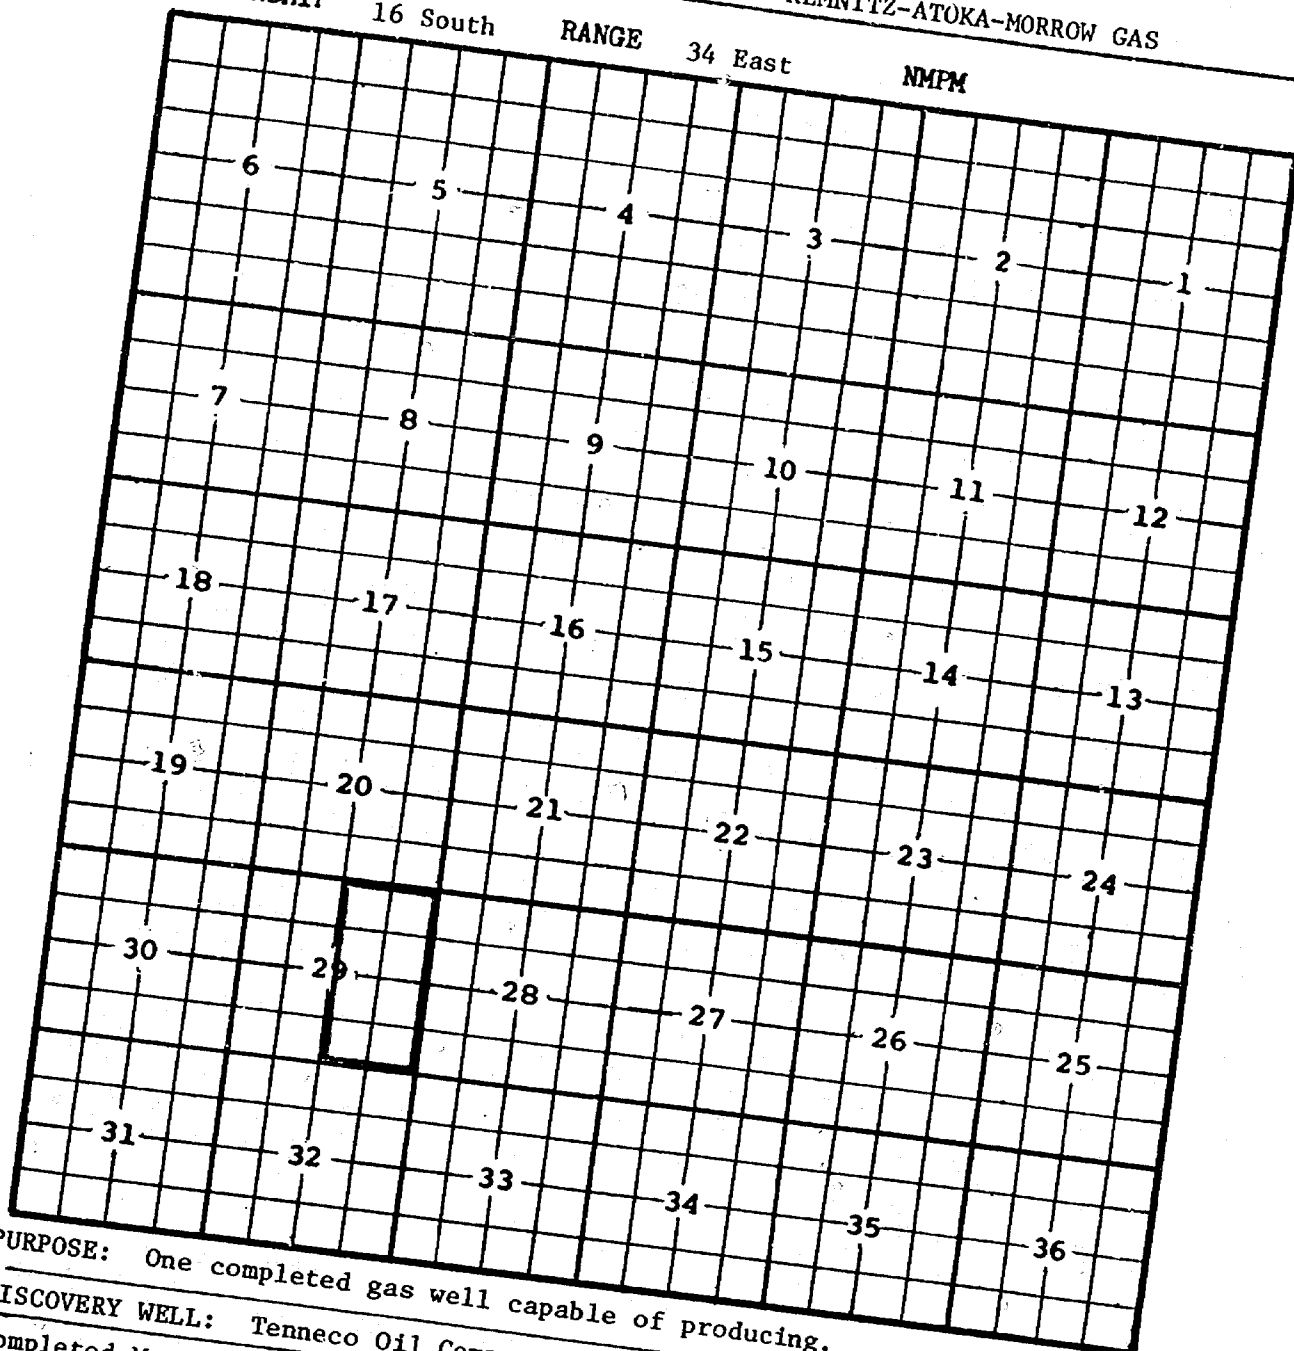 KEMNITZ-ATOKA-MORROW GAS
16 South RANGE 34 East NMPM
6 5 4 3 2 1
7 8 9 10 11 12
18 17 16 15 14 13
19 20 21 22 23 24
30 29 28 27 26 25
31 32 33 34 35 36
PURPOSE: One completed gas well capable of producing.
DISCOVERY WELL: Tenneco Oil